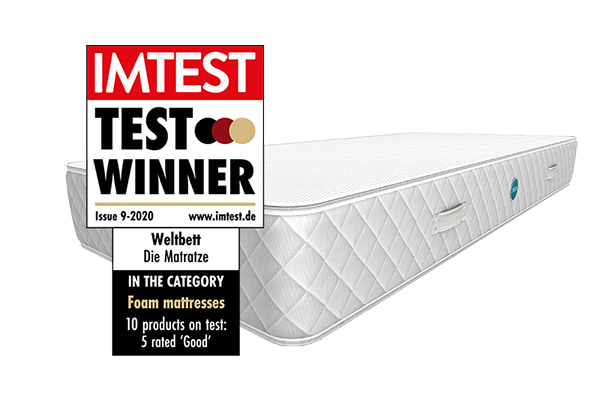 IMTEST
TEST
WINNER
Issue 9-2020 www.imtest.de
Weltbett
Die Matratze
IN THE CATEGORY
Foam mattresses
10 products on test:
5 rated 'Good'